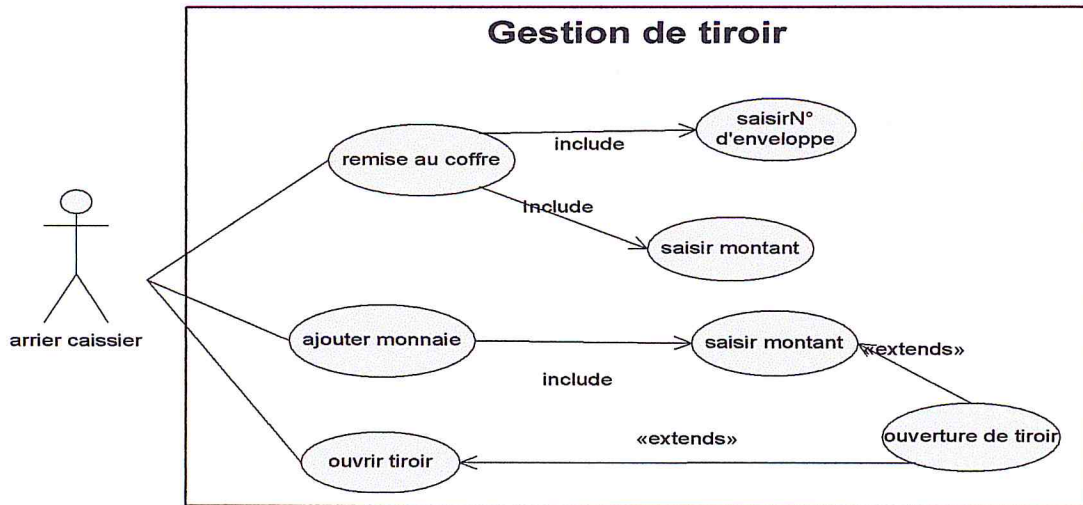 Gestion de tiroir
saisirN°
d'enveloppe
include
remise au coffre
include
saisir montant
arrier caissier
ajouter monnaie
saisir montant
«extends»
include
ouverture de tiroir
«extends»
ouvrir tiroir